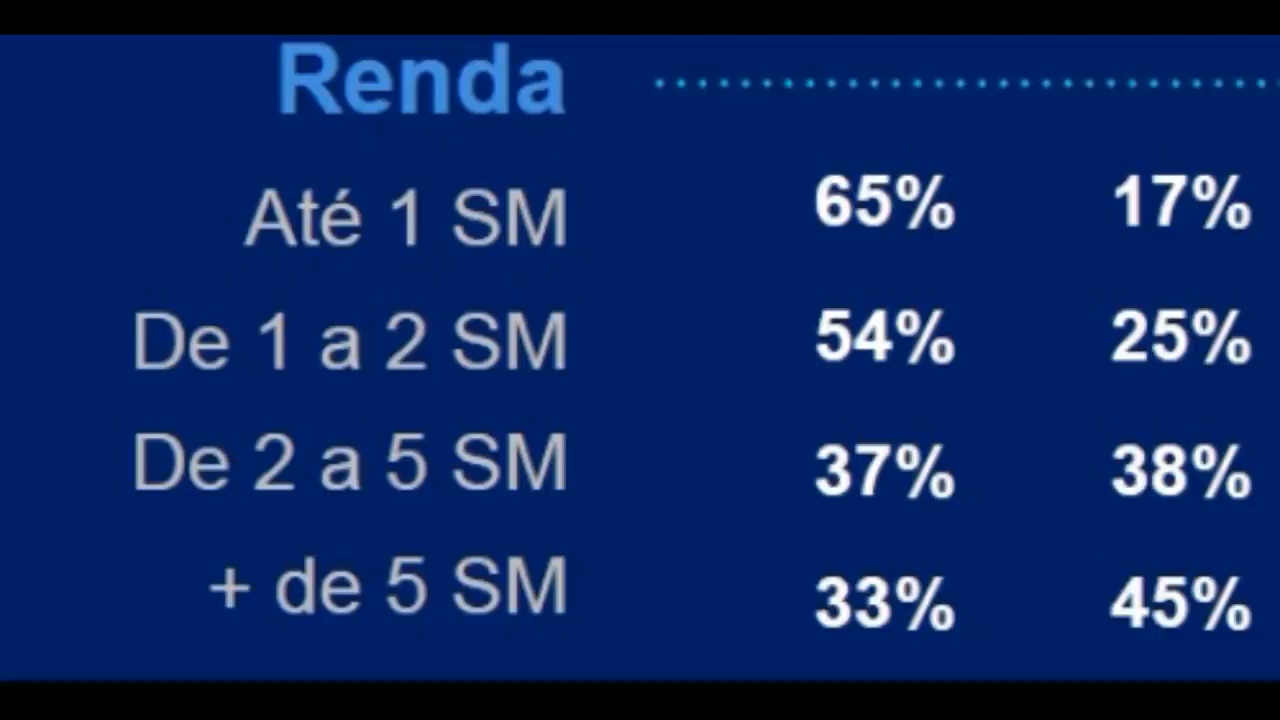 Renda
Até 1 SM 65% 17%
De 1 a 2 SM 54% 25%
De 2 a 5 SM 37% 38%
+ de 5 SM 33% 45%